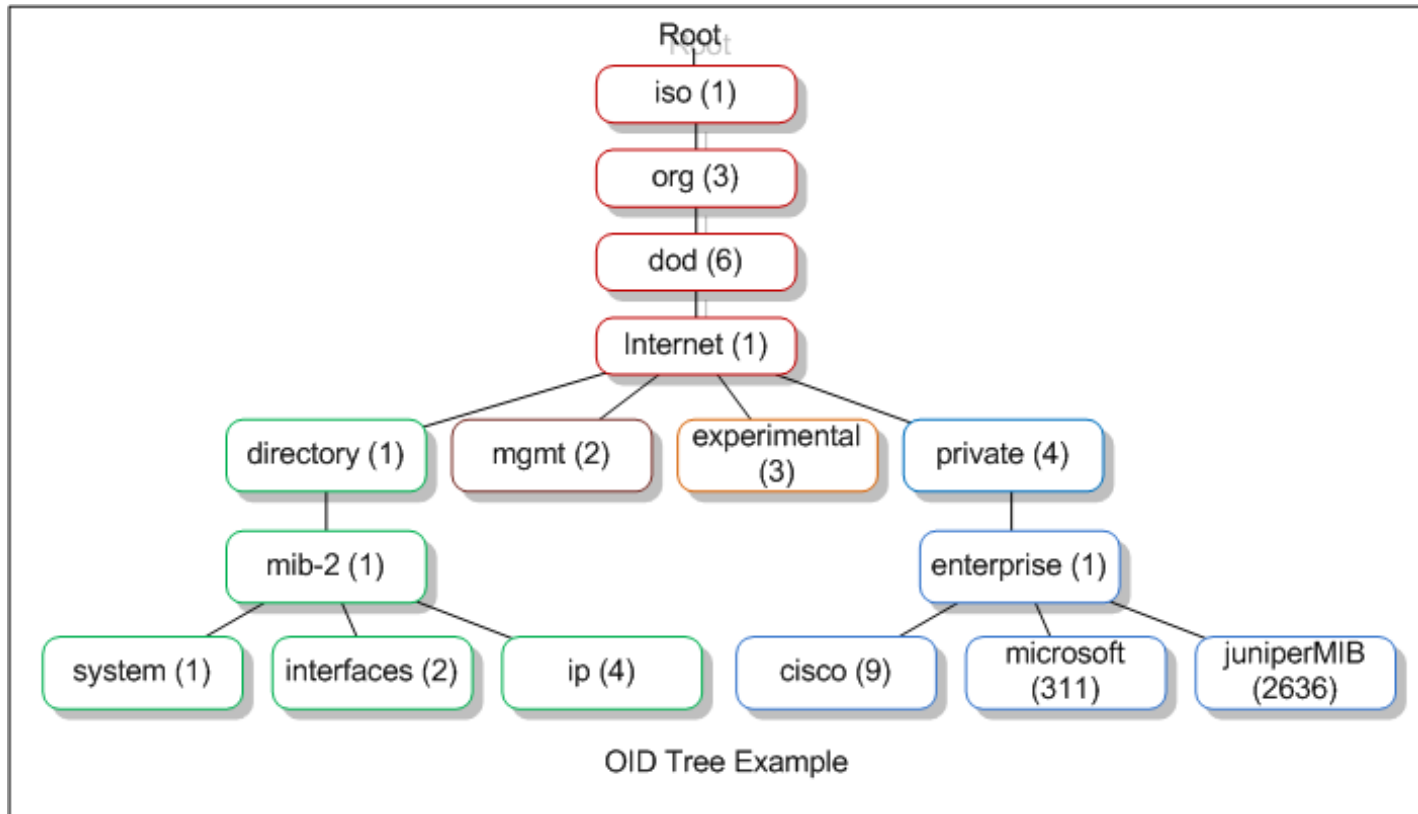 Root
iso (1)
org (3)
dod (6)
Internet (1)
directory (1)
mgmt (2)
experimental
(3)
private (4)
mib-2 (1)
enterprise (1)
system (1)
interfaces (2)
ip (4)
cisco (9)
microsoft
(311)
juniperMIB
(2636)
OID Tree Example